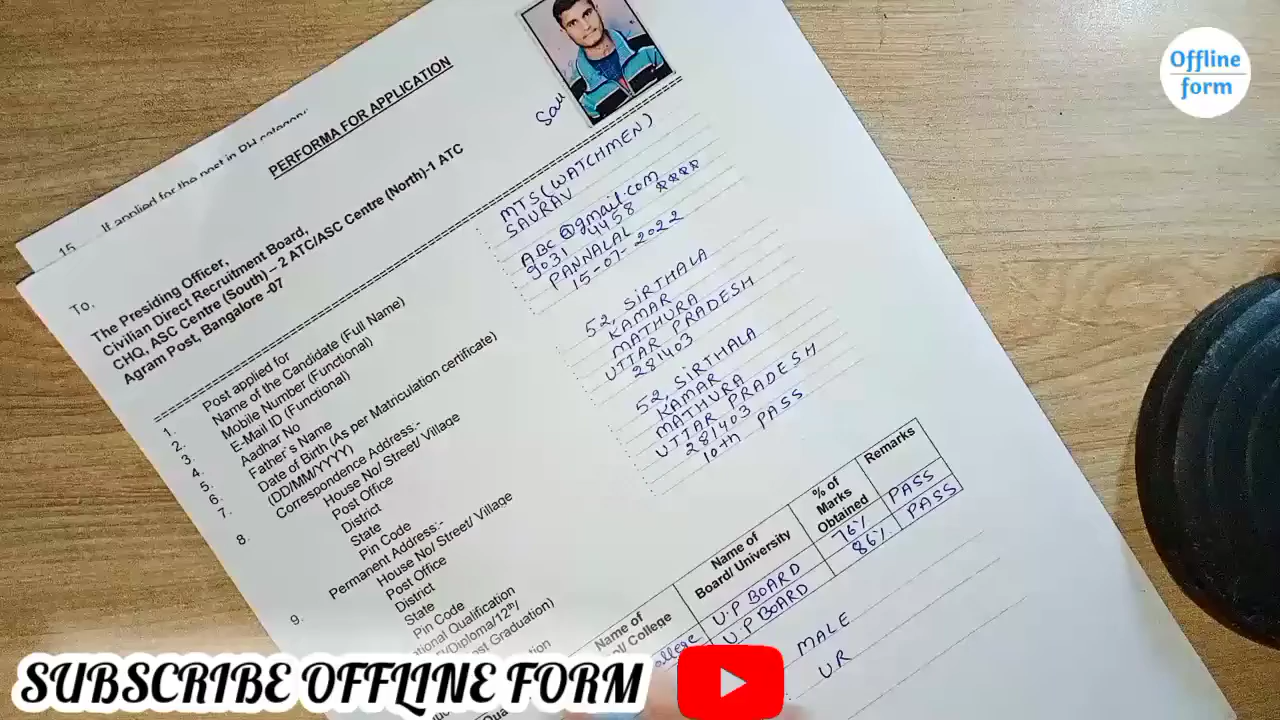 Offline
form
15. If applied for the post in PH category
PERFORMA FOR APPLICATION
To,
The Presiding Officer,
Civilian Direct Recruitment Board,
CHQ, ASC Centre (South) – 2 ATC/ASC Centre (North)-1 ATC
Agram Post, Bangalore -07
1. Post applied for MTS(WATCHMEN)
2. Name of the Candidate (Full Name) SAURAV
3. Mobile Number (Functional)
4. E-Mail ID (Functional) ABC@gmail.com
5. Aadhar No 9031 4458 xxxx
6. Father's Name PANNALAL
7. Date of Birth (As per Matriculation certificate) 15-07-2022
(DD/MM/YYYY)
8. Correspondence Address:-
House No/ Street/ Village 52, SIRTHALA
Post Office KAMAR
District MATHURA
State UTTAR PRADESH
Pin Code 281403
9. Permanent Address:-
House No/ Street/ Village 52, SIRTHALA
Post Office KAMAR
District MATHURA
State UTTAR PRADESH
Pin Code 281403
Qualification 10th PASS
/Diploma/12th/
Graduation)
Name of
College
Name of
Board/ University
% of
Marks
Obtained
Remarks
U.P BOARD 76% PASS
U.P BOARD 86% PASS
MALE
UR
SUBSCRIBE OFFLINE FORM